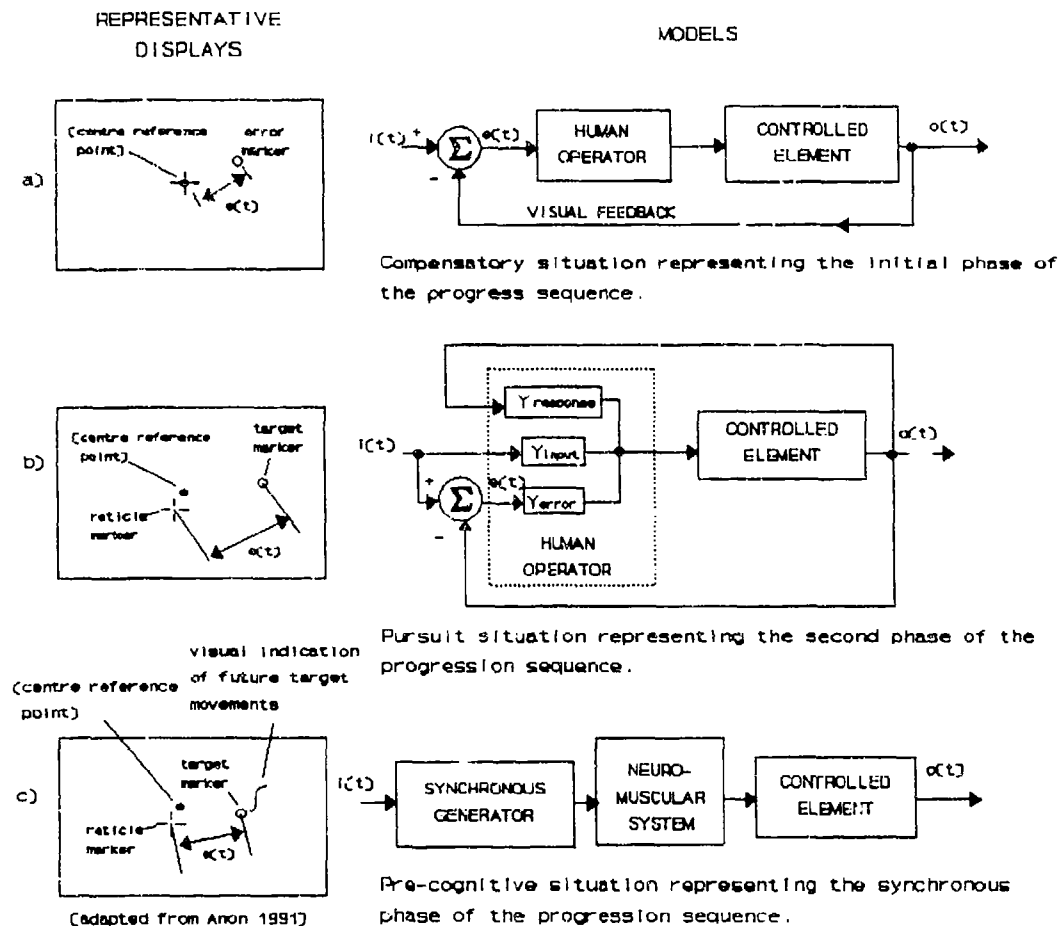 REPRESENTATIVE
DISPLAYS
MODELS
a)
(centre reference
point)
error
marker
e(t)
i(t)
+
Σ
-
e(t)
HUMAN
OPERATOR
CONTROLLED
ELEMENT
o(t)
VISUAL FEEDBACK
Compensatory situation representing the initial phase of
the progress sequence.
b)
(centre reference
point)
target
marker
reticle
marker
e(t)
i(t)
+
Σ
-
e(t)
Y response
Y input
Y error
HUMAN
OPERATOR
CONTROLLED
ELEMENT
o(t)
Pursuit situation representing the second phase of the
progression sequence.
c)
(centre reference
point)
visual indication
of future target
movements
target
marker
reticle
marker
e(t)
i(t)
SYNCHRONOUS
GENERATOR
NEURO-
MUSCULAR
SYSTEM
CONTROLLED
ELEMENT
o(t)
Pre-cognitive situation representing the synchronous
phase of the progression sequence.
(adapted from Anon 1991)